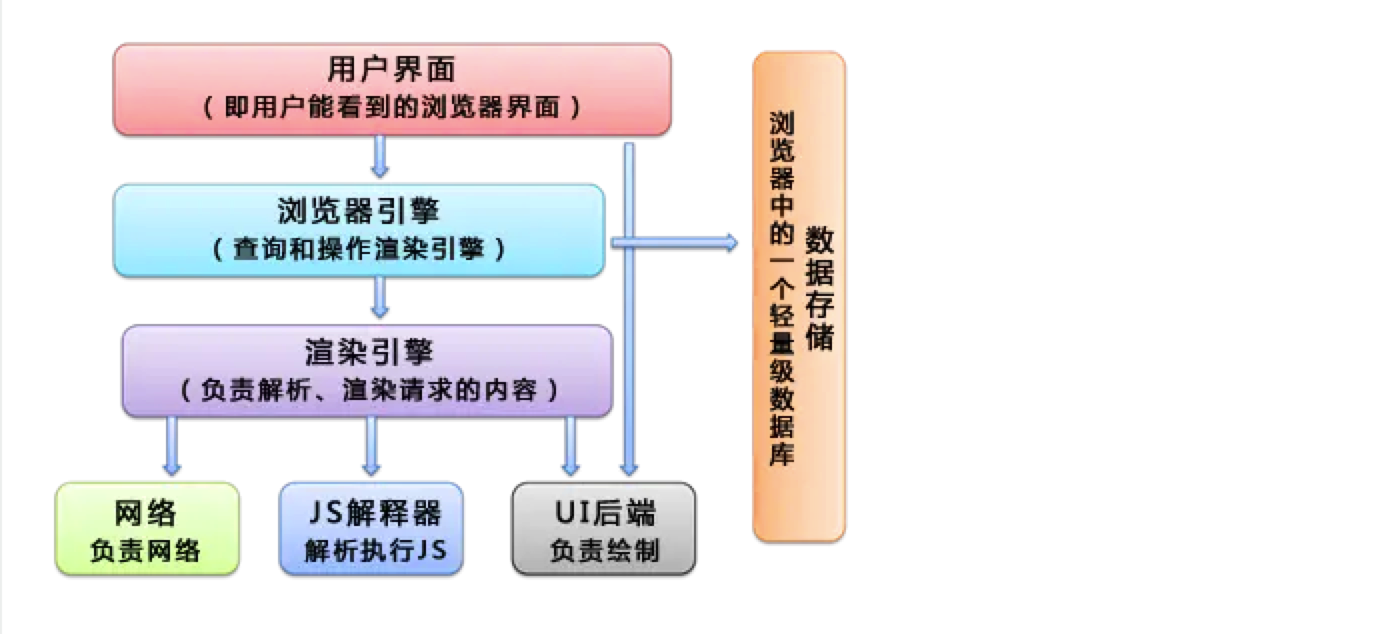 用户界面
（即用户能看到的浏览器界面）
浏览器引擎
（查询和操作渲染引擎）
渲染引擎
（负责解析、渲染请求的内容）
网络
负责网络
JS解释器
解析执行JS
UI后端
负责绘制
数据存储
浏览器中的一个轻量级数据库